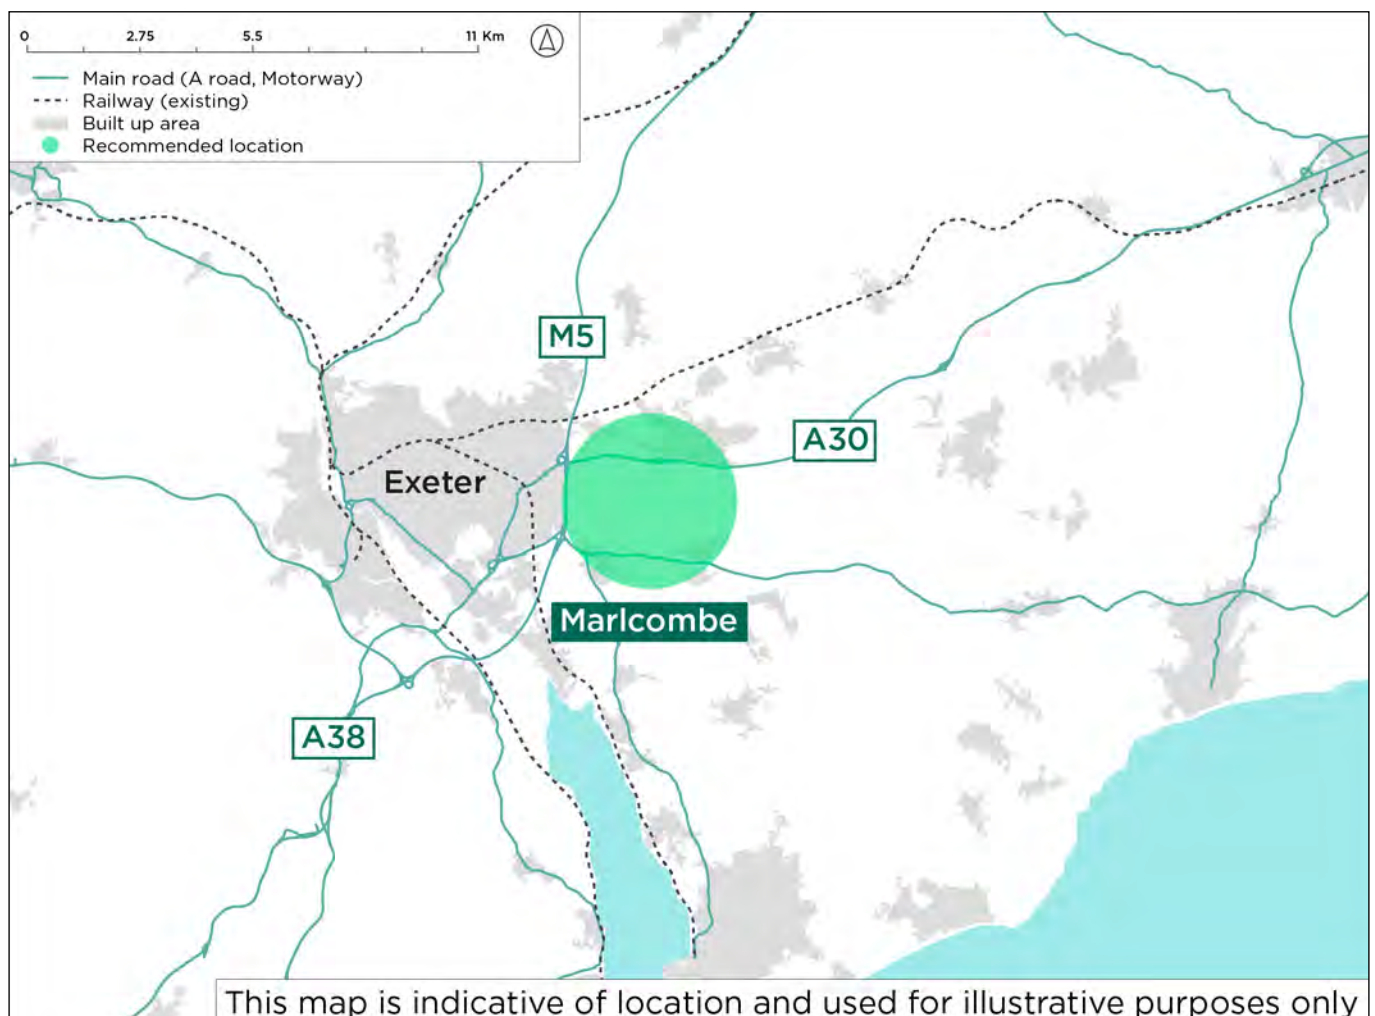 0 2.75 5.5 11 Km
Main road (A road, Motorway)
Railway (existing)
Built up area
Recommended location
M5
A30
Exeter
Marlcombe
A38
This map is indicative of location and used for illustrative purposes only